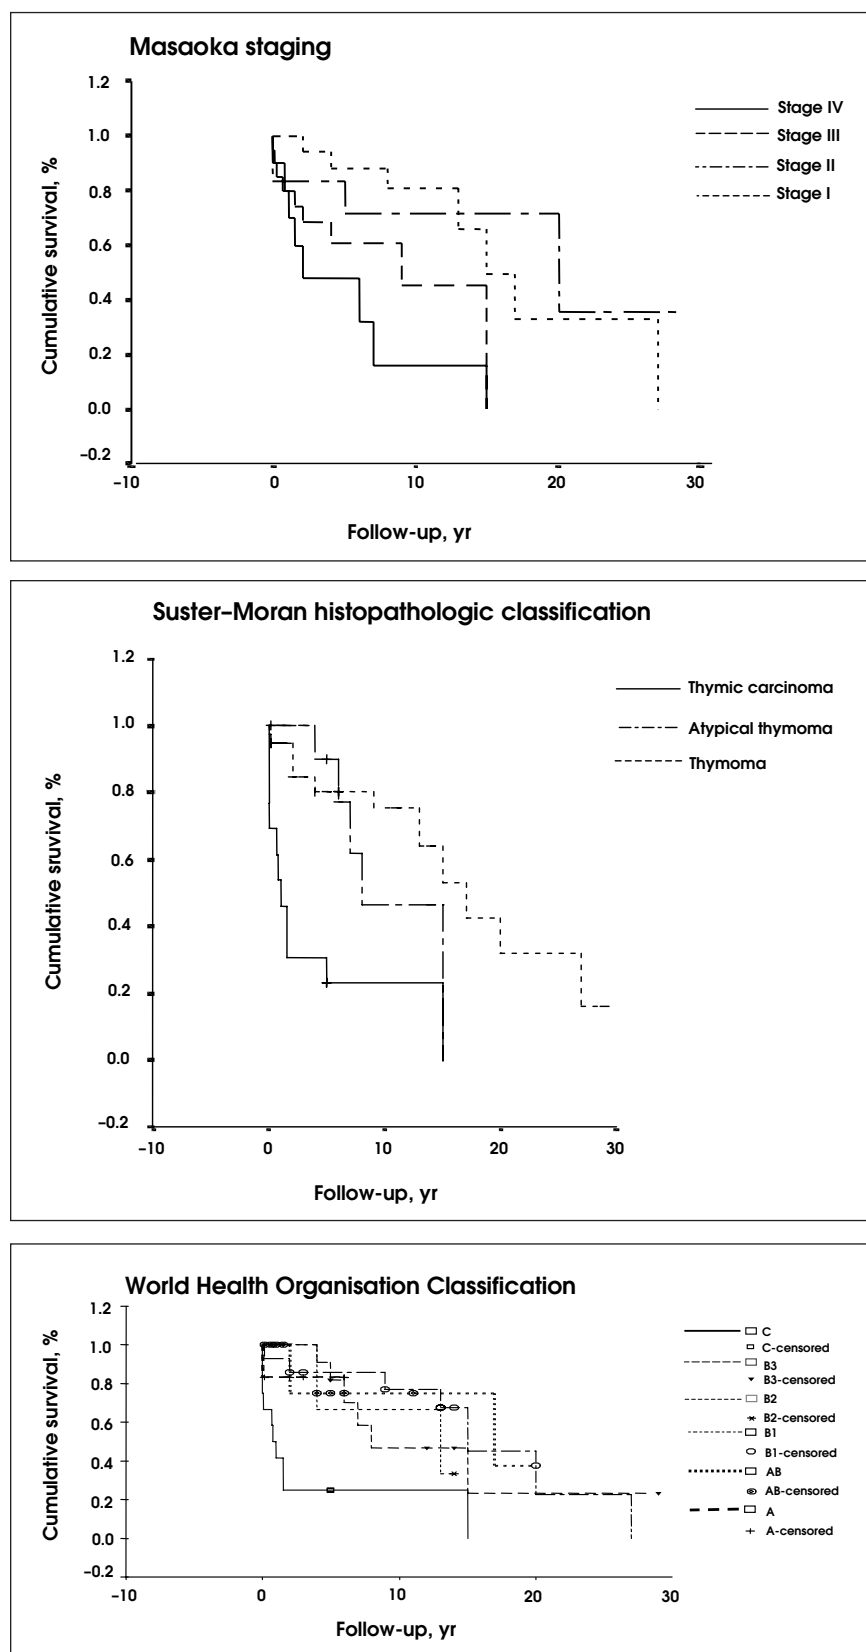 Masaoka staging
1.2
1.0
0.8
0.6
0.4
0.2
0.0
−0.2
Cumulative survival, %
−10
0
10
20
30
Follow-up, yr
Stage IV
Stage III
Stage II
Stage I
Suster–Moran histopathologic classification
1.2
1.0
0.8
0.6
0.4
0.2
0.0
−0.2
Cumulative sruvival, %
−10
0
10
20
30
Follow-up, yr
Thymic carcinoma
Atypical thymoma
Thymoma
World Health Organisation Classification
1.2
1.0
0.8
0.6
0.4
0.2
0.0
−0.2
Cumulative survival, %
−10
0
10
20
30
Follow-up, yr
C
C-censored
B3
B3-censored
B2
B2-censored
B1
B1-censored
AB
AB-censored
A
A-censored